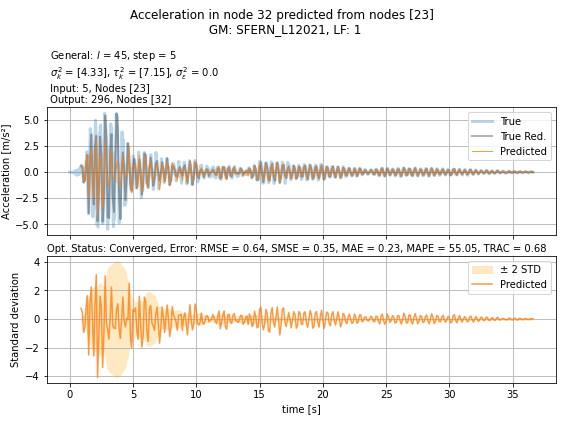 Acceleration in node 32 predicted from nodes [23]
GM: SFERN_L12021, LF: 1
General: l = 45, step = 5
σ²ₖ = [4.33], τ²ₖ = [7.15], σ²ε = 0.0
Input: 5, Nodes [23]
Output: 296, Nodes [32]
Acceleration [m/s²]
5.0
2.5
0.0
−2.5
−5.0
True
True Red.
Predicted
Opt. Status: Converged, Error: RMSE = 0.64, SMSE = 0.35, MAE = 0.23, MAPE = 55.05, TRAC = 0.68
Standard deviation
4
2
0
−2
−4
± 2 STD
Predicted
0 5 10 15 20 25 30 35
time [s]